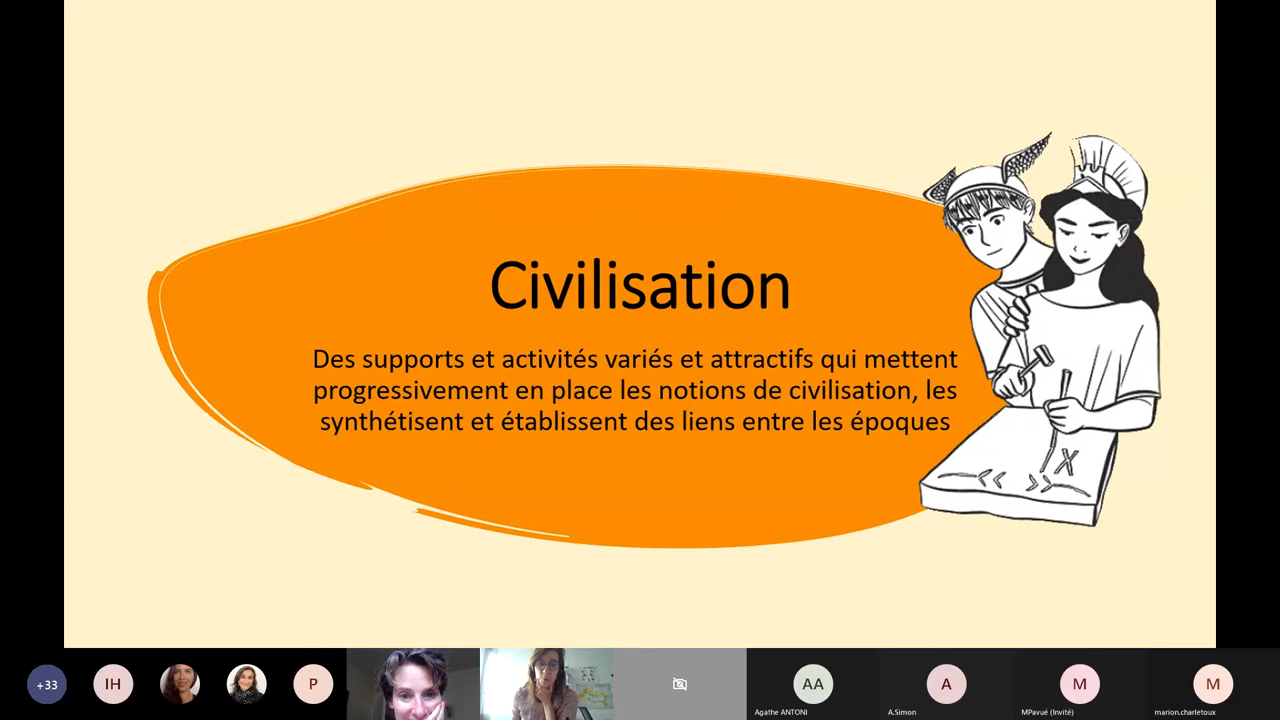 Civilisation
Des supports et activités variés et attractifs qui mettent
progressivement en place les notions de civilisation, les
synthétisent et établissent des liens entre les époques
X
+33
IH
P
AA
Agathe ANTONI
A
A.Simon
M
MPavué (Invité)
M
marion.charletoux